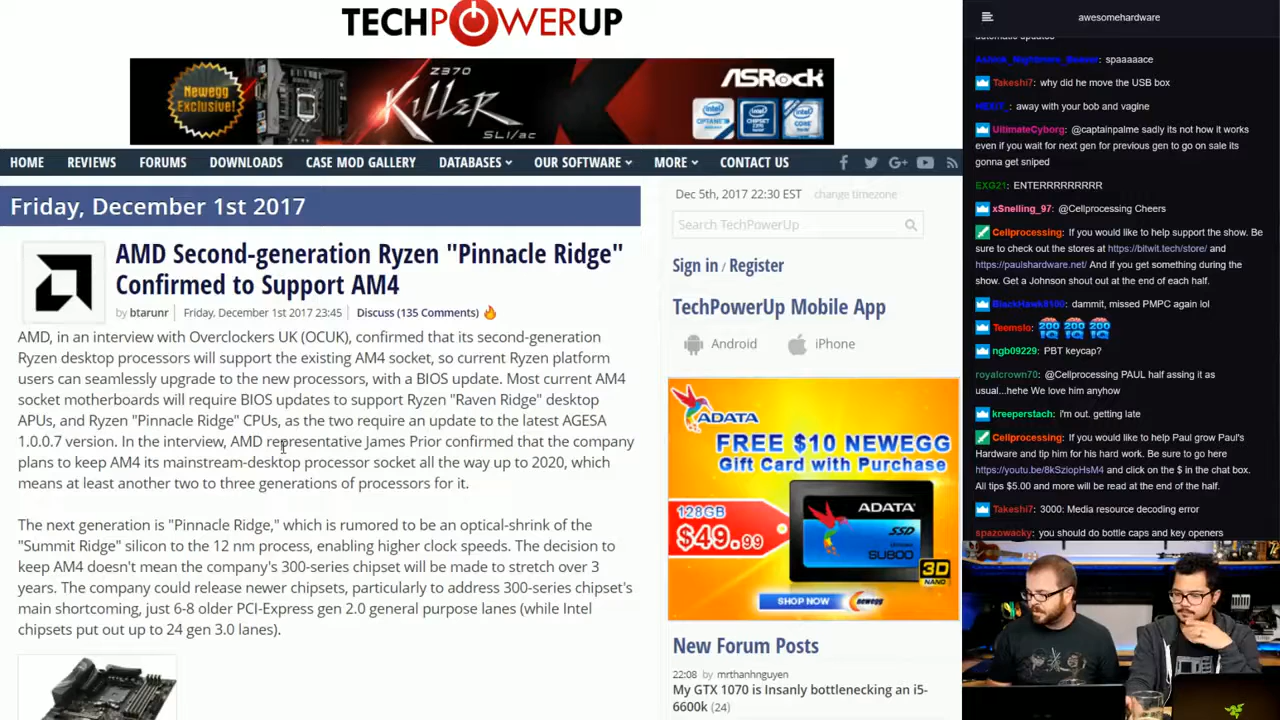 TECHPOWERUP
Newegg
Exclusive!
Z370
KILLER
SLI/ac
ASRock
HOME
REVIEWS
FORUMS
DOWNLOADS
CASE MOD GALLERY
DATABASES
OUR SOFTWARE
MORE
CONTACT US
Friday, December 1st 2017
AMD Second-generation Ryzen "Pinnacle Ridge"
Confirmed to Support AM4
by btarunr
Friday, December 1st 2017 23:45
Discuss (135 Comments)
AMD, in an interview with Overclockers UK (OCUK), confirmed that its second-generation
Ryzen desktop processors will support the existing AM4 socket, so current Ryzen platform
users can seamlessly upgrade to the new processors, with a BIOS update. Most current AM4
socket motherboards will require BIOS updates to support Ryzen "Raven Ridge" desktop
APUs, and Ryzen "Pinnacle Ridge" CPUs, as the two require an update to the latest AGESA
1.0.0.7 version. In the interview, AMD representative James Prior confirmed that the company
plans to keep AM4 its mainstream-desktop processor socket all the way up to 2020, which
means at least another two to three generations of processors for it.
The next generation is "Pinnacle Ridge," which is rumored to be an optical-shrink of the
"Summit Ridge" silicon to the 12 nm process, enabling higher clock speeds. The decision to
keep AM4 doesn't mean the company's 300-series chipset will be made to stretch over 3
years. The company could release newer chipsets, particularly to address 300-series chipset's
main shortcoming, just 6-8 older PCI-Express gen 2.0 general purpose lanes (while Intel
chipsets put out up to 24 gen 3.0 lanes).
Dec 5th, 2017 22:30 EST
change timezone
Search TechPowerUp
Sign in / Register
TechPowerUp Mobile App
Android
iPhone
ADATA
FREE $10 NEWEGG
Gift Card with Purchase
128GB
$49.99
ADATA
SSD
SU800
3D
NAND
SHOP NOW
newegg
New Forum Posts
22:08 by mrthanhnguyen
My GTX 1070 is Insanly bottlenecking an i5-
6600k (24)
awesomehardware
automatic updates
spaaaaace
Takeshi7: why did he move the USB box
away with your bob and vagine
UltimateCyborg: @captainpalme sadly its not how it works
even if you wait for next gen for previous gen to go on sale its
gonna get sniped
EXG21: ENTERRRRRRRR
xSnelling_97: @Cellprocessing Cheers
Cellprocessing: If you would like to help support the show. Be
sure to check out the stores at https://bitwit.tech/store/ and
https://paulshardware.net/ And if you get something during the
show. Get a Johnson shout out at the end of each half.
BlackHawk8100: dammit, missed PMPC again lol
Teemslo:
200 IQ 200 IQ 200 IQ
ngb09229: PBT keycap?
royalcrown70: @Cellprocessing PAUL half assing it as
usual...hehe We love him anyhow
kreeperstach: i'm out. getting late
Cellprocessing: If you would like to help Paul grow Paul's
Hardware and tip him for his hard work. Be sure to go here
https://youtu.be/8kSzlopHsM4 and click on the $ in the chat box.
All tips $5.00 and more will be read at the end of the half.
Takeshi7: 3000: Media resource decoding error
spazowacky: you should do bottle caps and key openers